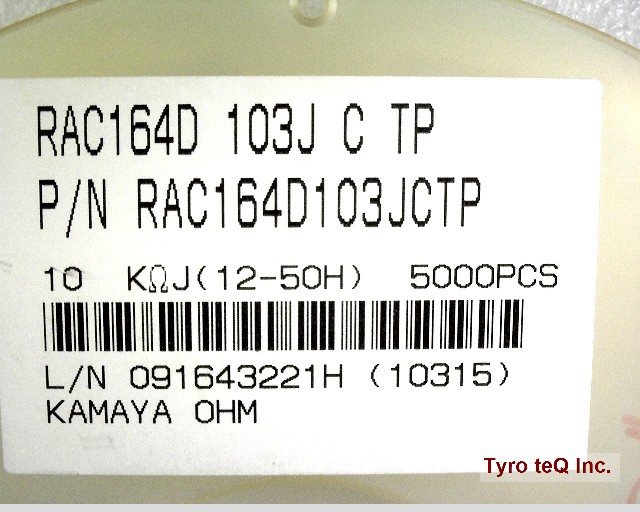 RAC164D 103J C TP
P/N RAC164D103JCTP
10 KΩJ(12-50H) 5000PCS
L/N 091643221H (10315)
KAMAYA OHM
Tyro teQ Inc.